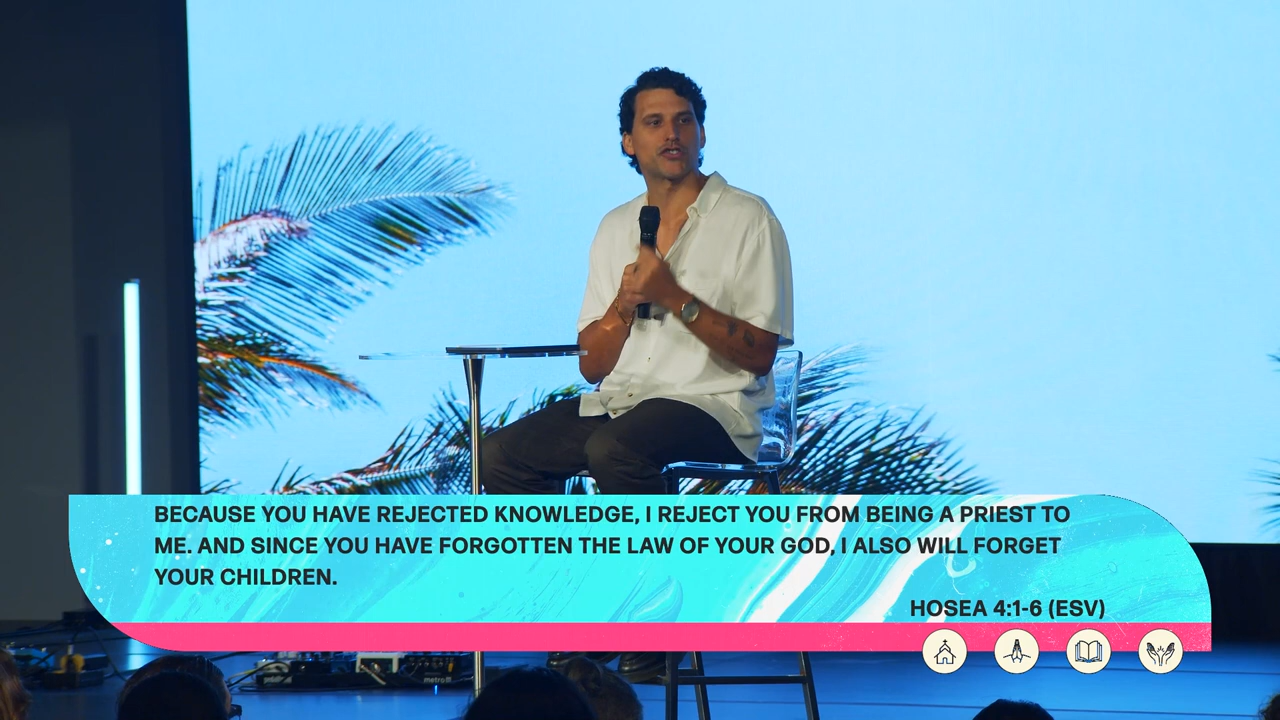 BECAUSE YOU HAVE REJECTED KNOWLEDGE, I REJECT YOU FROM BEING A PRIEST TO
ME. AND SINCE YOU HAVE FORGOTTEN THE LAW OF YOUR GOD, I ALSO WILL FORGET
YOUR CHILDREN.
HOSEA 4:1-6 (ESV)
metro